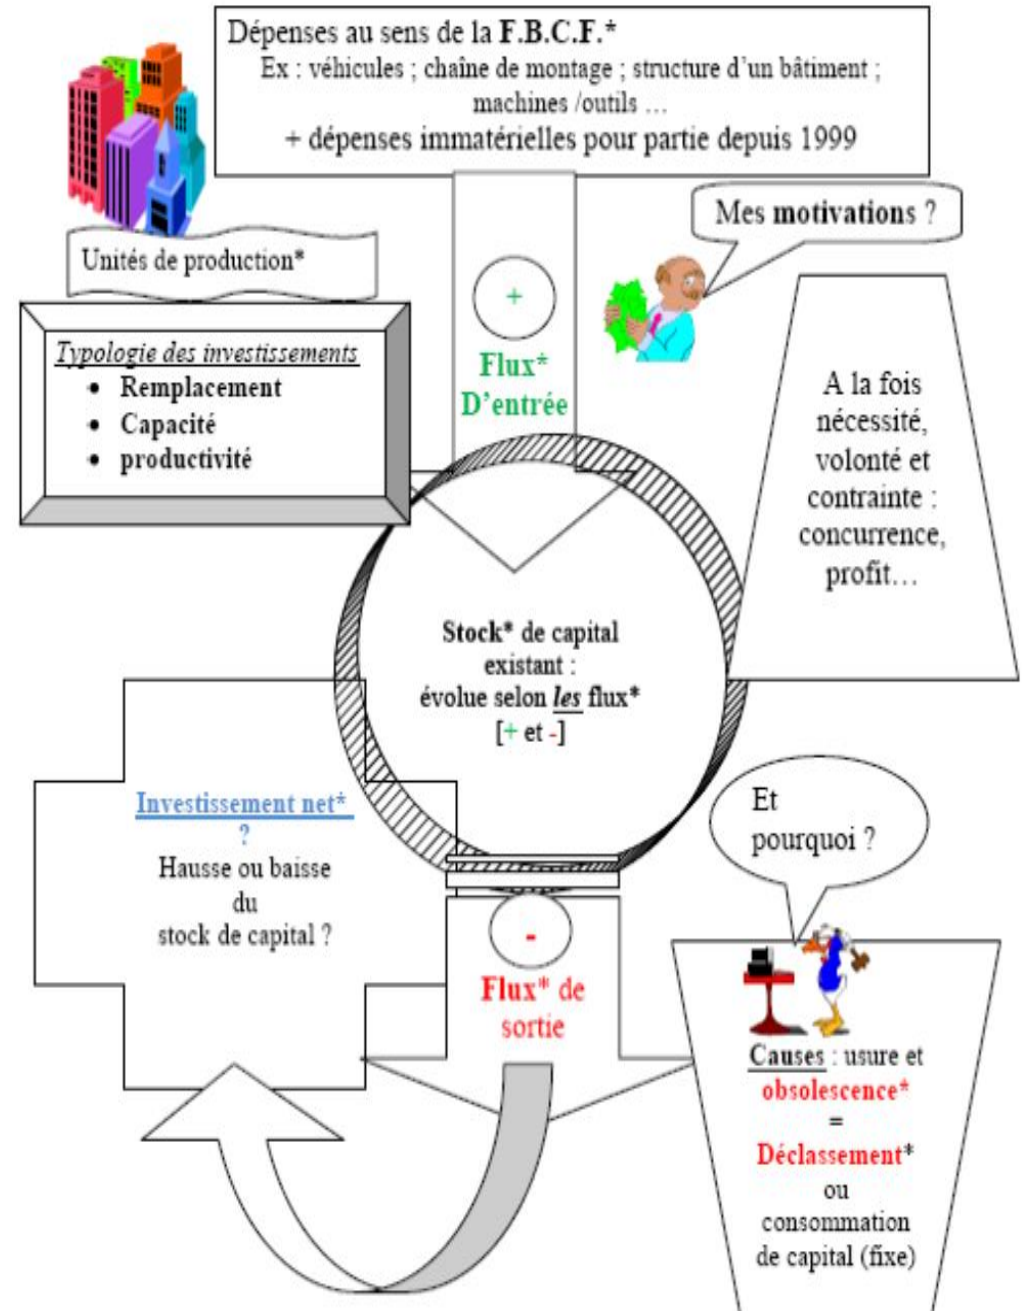 Dépenses au sens de la F.B.C.F.*
Ex : véhicules ; chaîne de montage ; structure d'un bâtiment ;
machines /outils …
+ dépenses immatérielles pour partie depuis 1999
Mes motivations ?
Unités de production*
Typologie des investissements
• Remplacement
• Capacité
• productivité
+
Flux*
D'entrée
A la fois
nécessité,
volonté et
contrainte :
concurrence,
profit…
Stock* de capital
existant :
évolue selon les flux*
[+ et -]
Investissement net*
?
Hausse ou baisse
du
stock de capital ?
Et
pourquoi ?
-
Flux* de
sortie
Causes : usure et
obsolescence*
=
Déclassement*
ou
consommation
de capital (fixe)